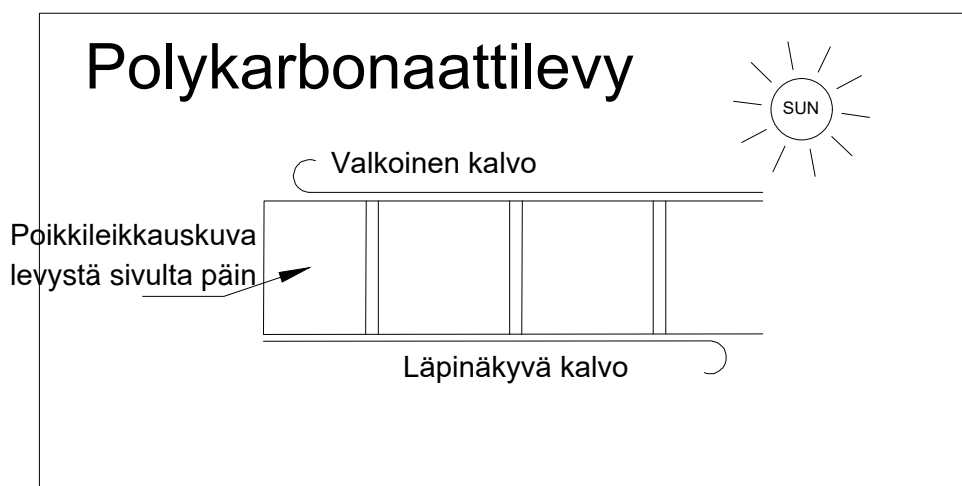 Polykarbonaattilevy
SUN
Valkoinen kalvo
Poikkileikkauskuva
levystä sivulta päin
Läpinäkyvä kalvo